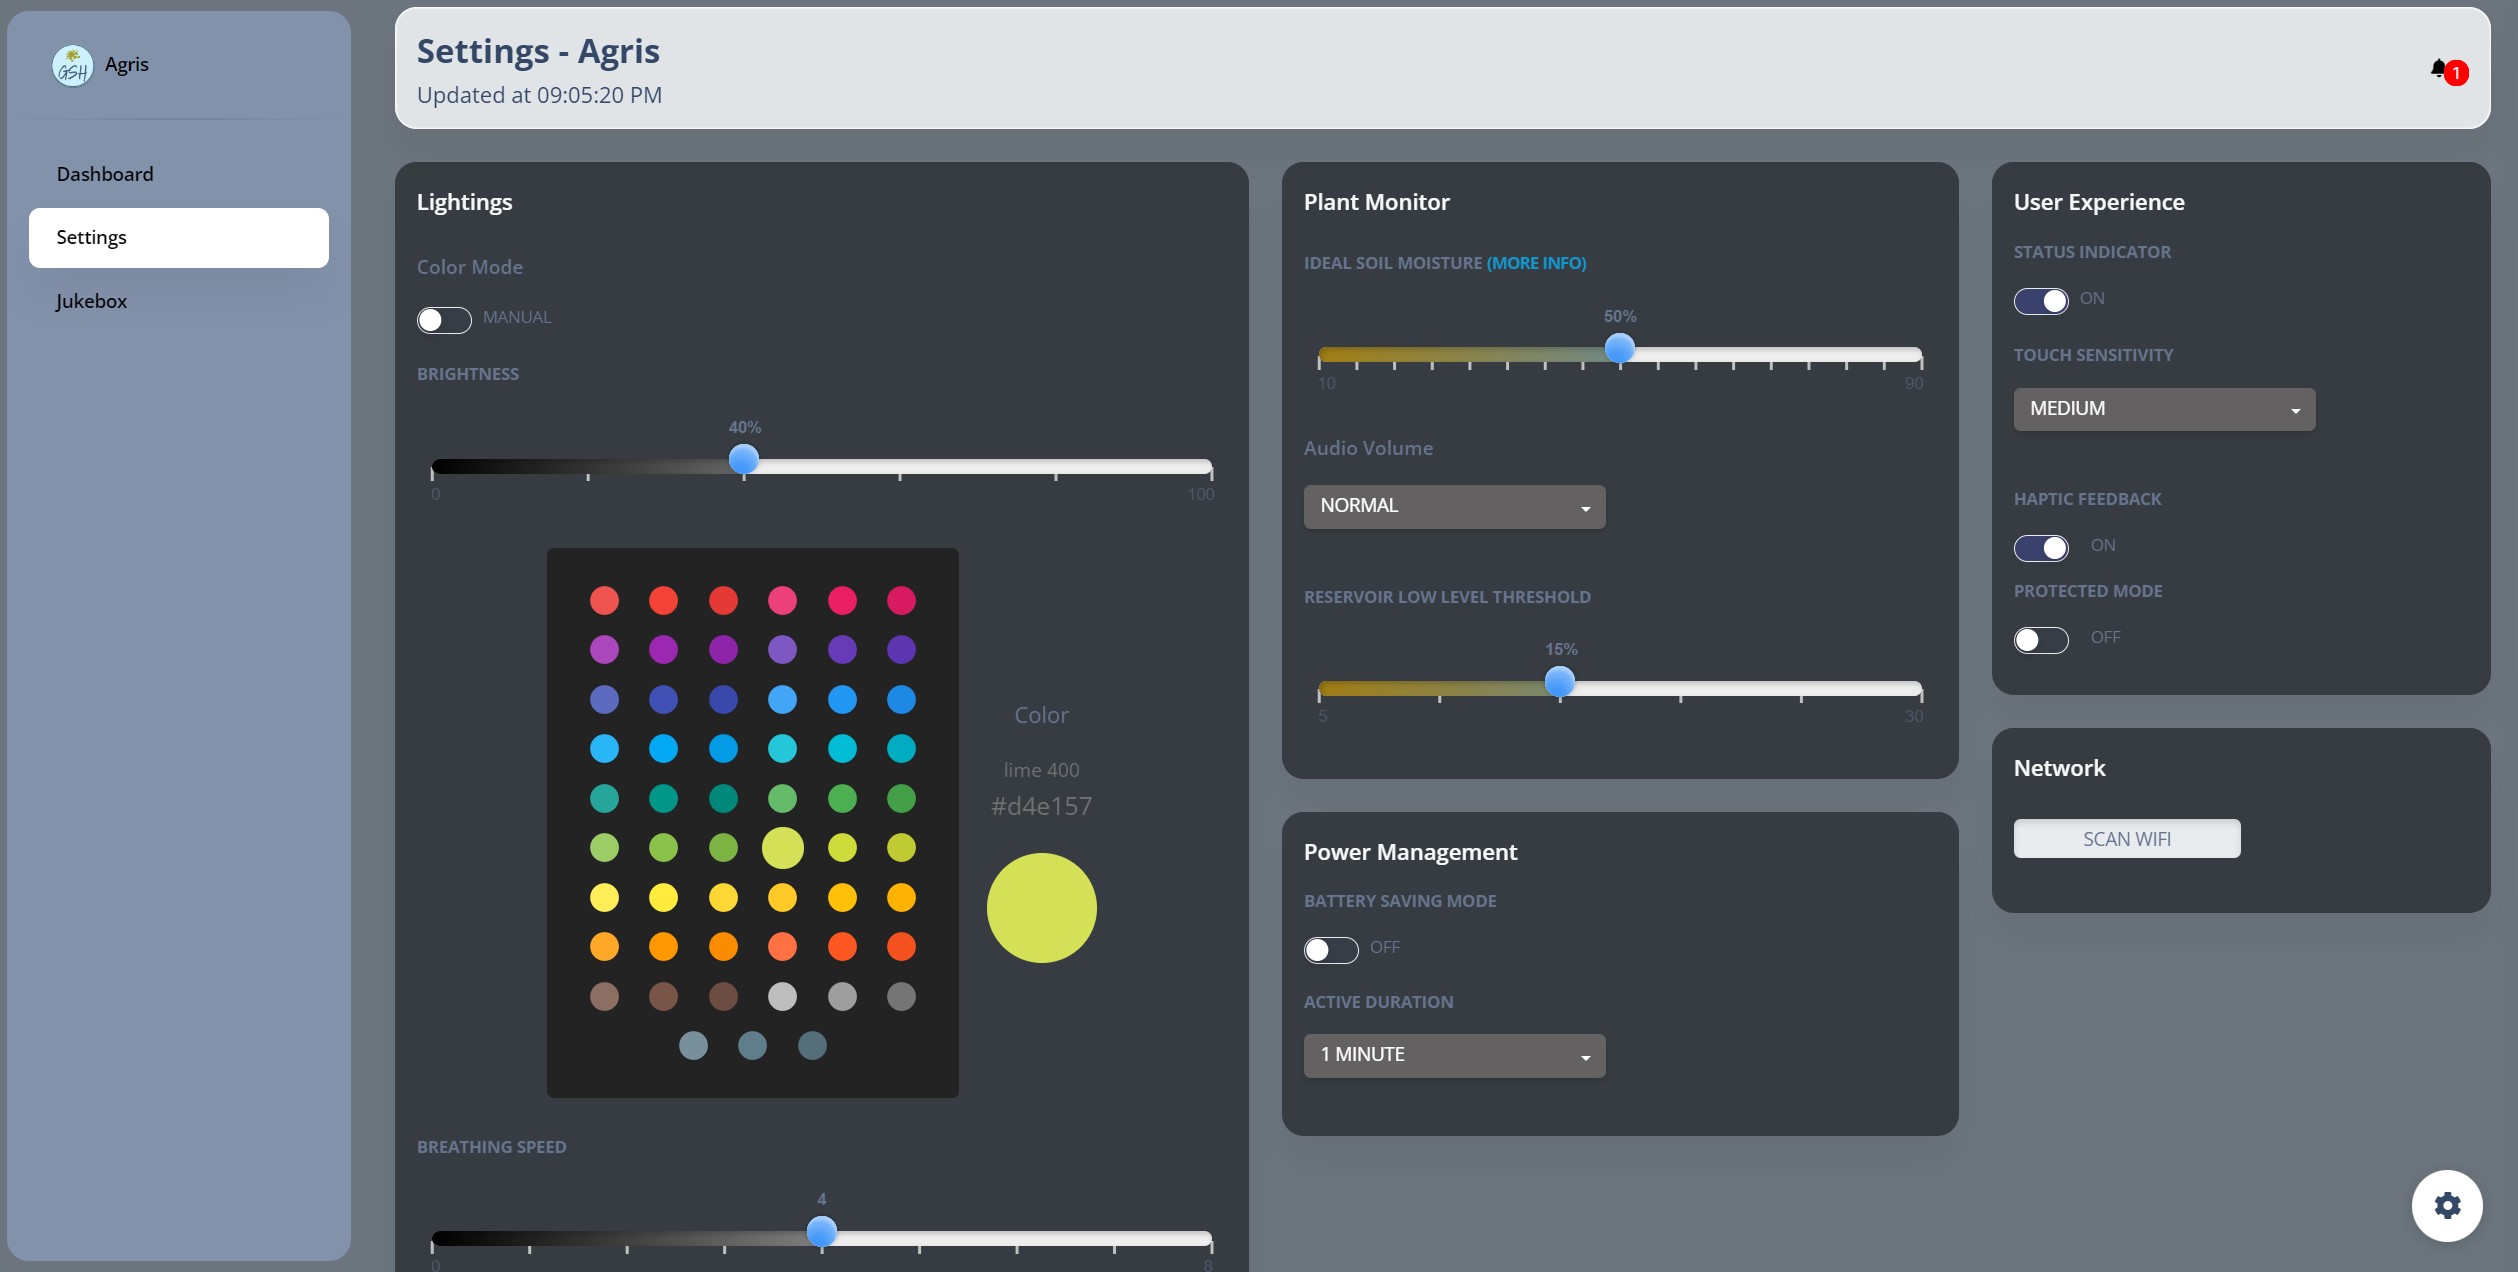 GSH
Agris
Dashboard
Settings
Jukebox
Settings - Agris
Updated at 09:05:20 PM
1
Lightings
Color Mode
MANUAL
BRIGHTNESS
40%
0
100
Color
lime 400
#d4e157
BREATHING SPEED
4
0
8
Plant Monitor
IDEAL SOIL MOISTURE (MORE INFO)
50%
10
90
Audio Volume
NORMAL
RESERVOIR LOW LEVEL THRESHOLD
15%
5
30
Power Management
BATTERY SAVING MODE
OFF
ACTIVE DURATION
1 MINUTE
User Experience
STATUS INDICATOR
ON
TOUCH SENSITIVITY
MEDIUM
HAPTIC FEEDBACK
ON
PROTECTED MODE
OFF
Network
SCAN WIFI